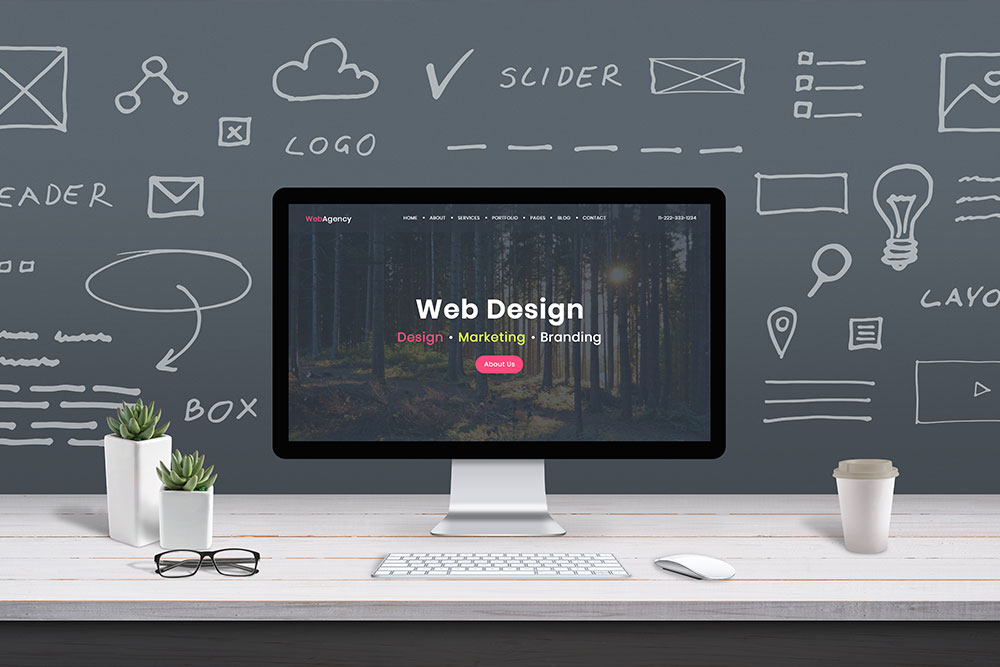 SLIDER
LOGO
EADER
WebAgency
HOME • ABOUT • SERVICES • PORTFOLIO • PAGES • BLOG • CONTACT
11-222-333-1234
Web Design
Design • Marketing • Branding
About Us
LAYO
BOX